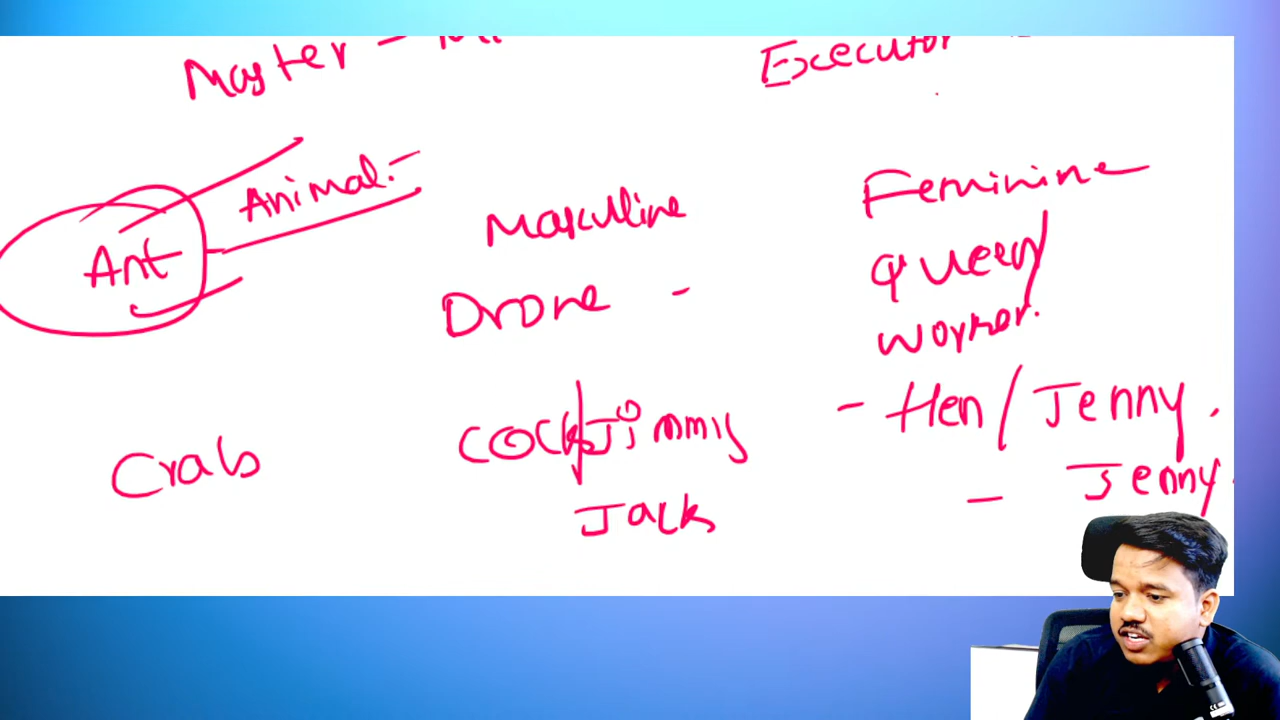 Master -
Executor
Animal:-
Ant
Masculine
Feminine
Drone -
Queen/
Worker.
Crab
Cock/Jimmy
- Hen/Jenny.
Jack
- Jenny.